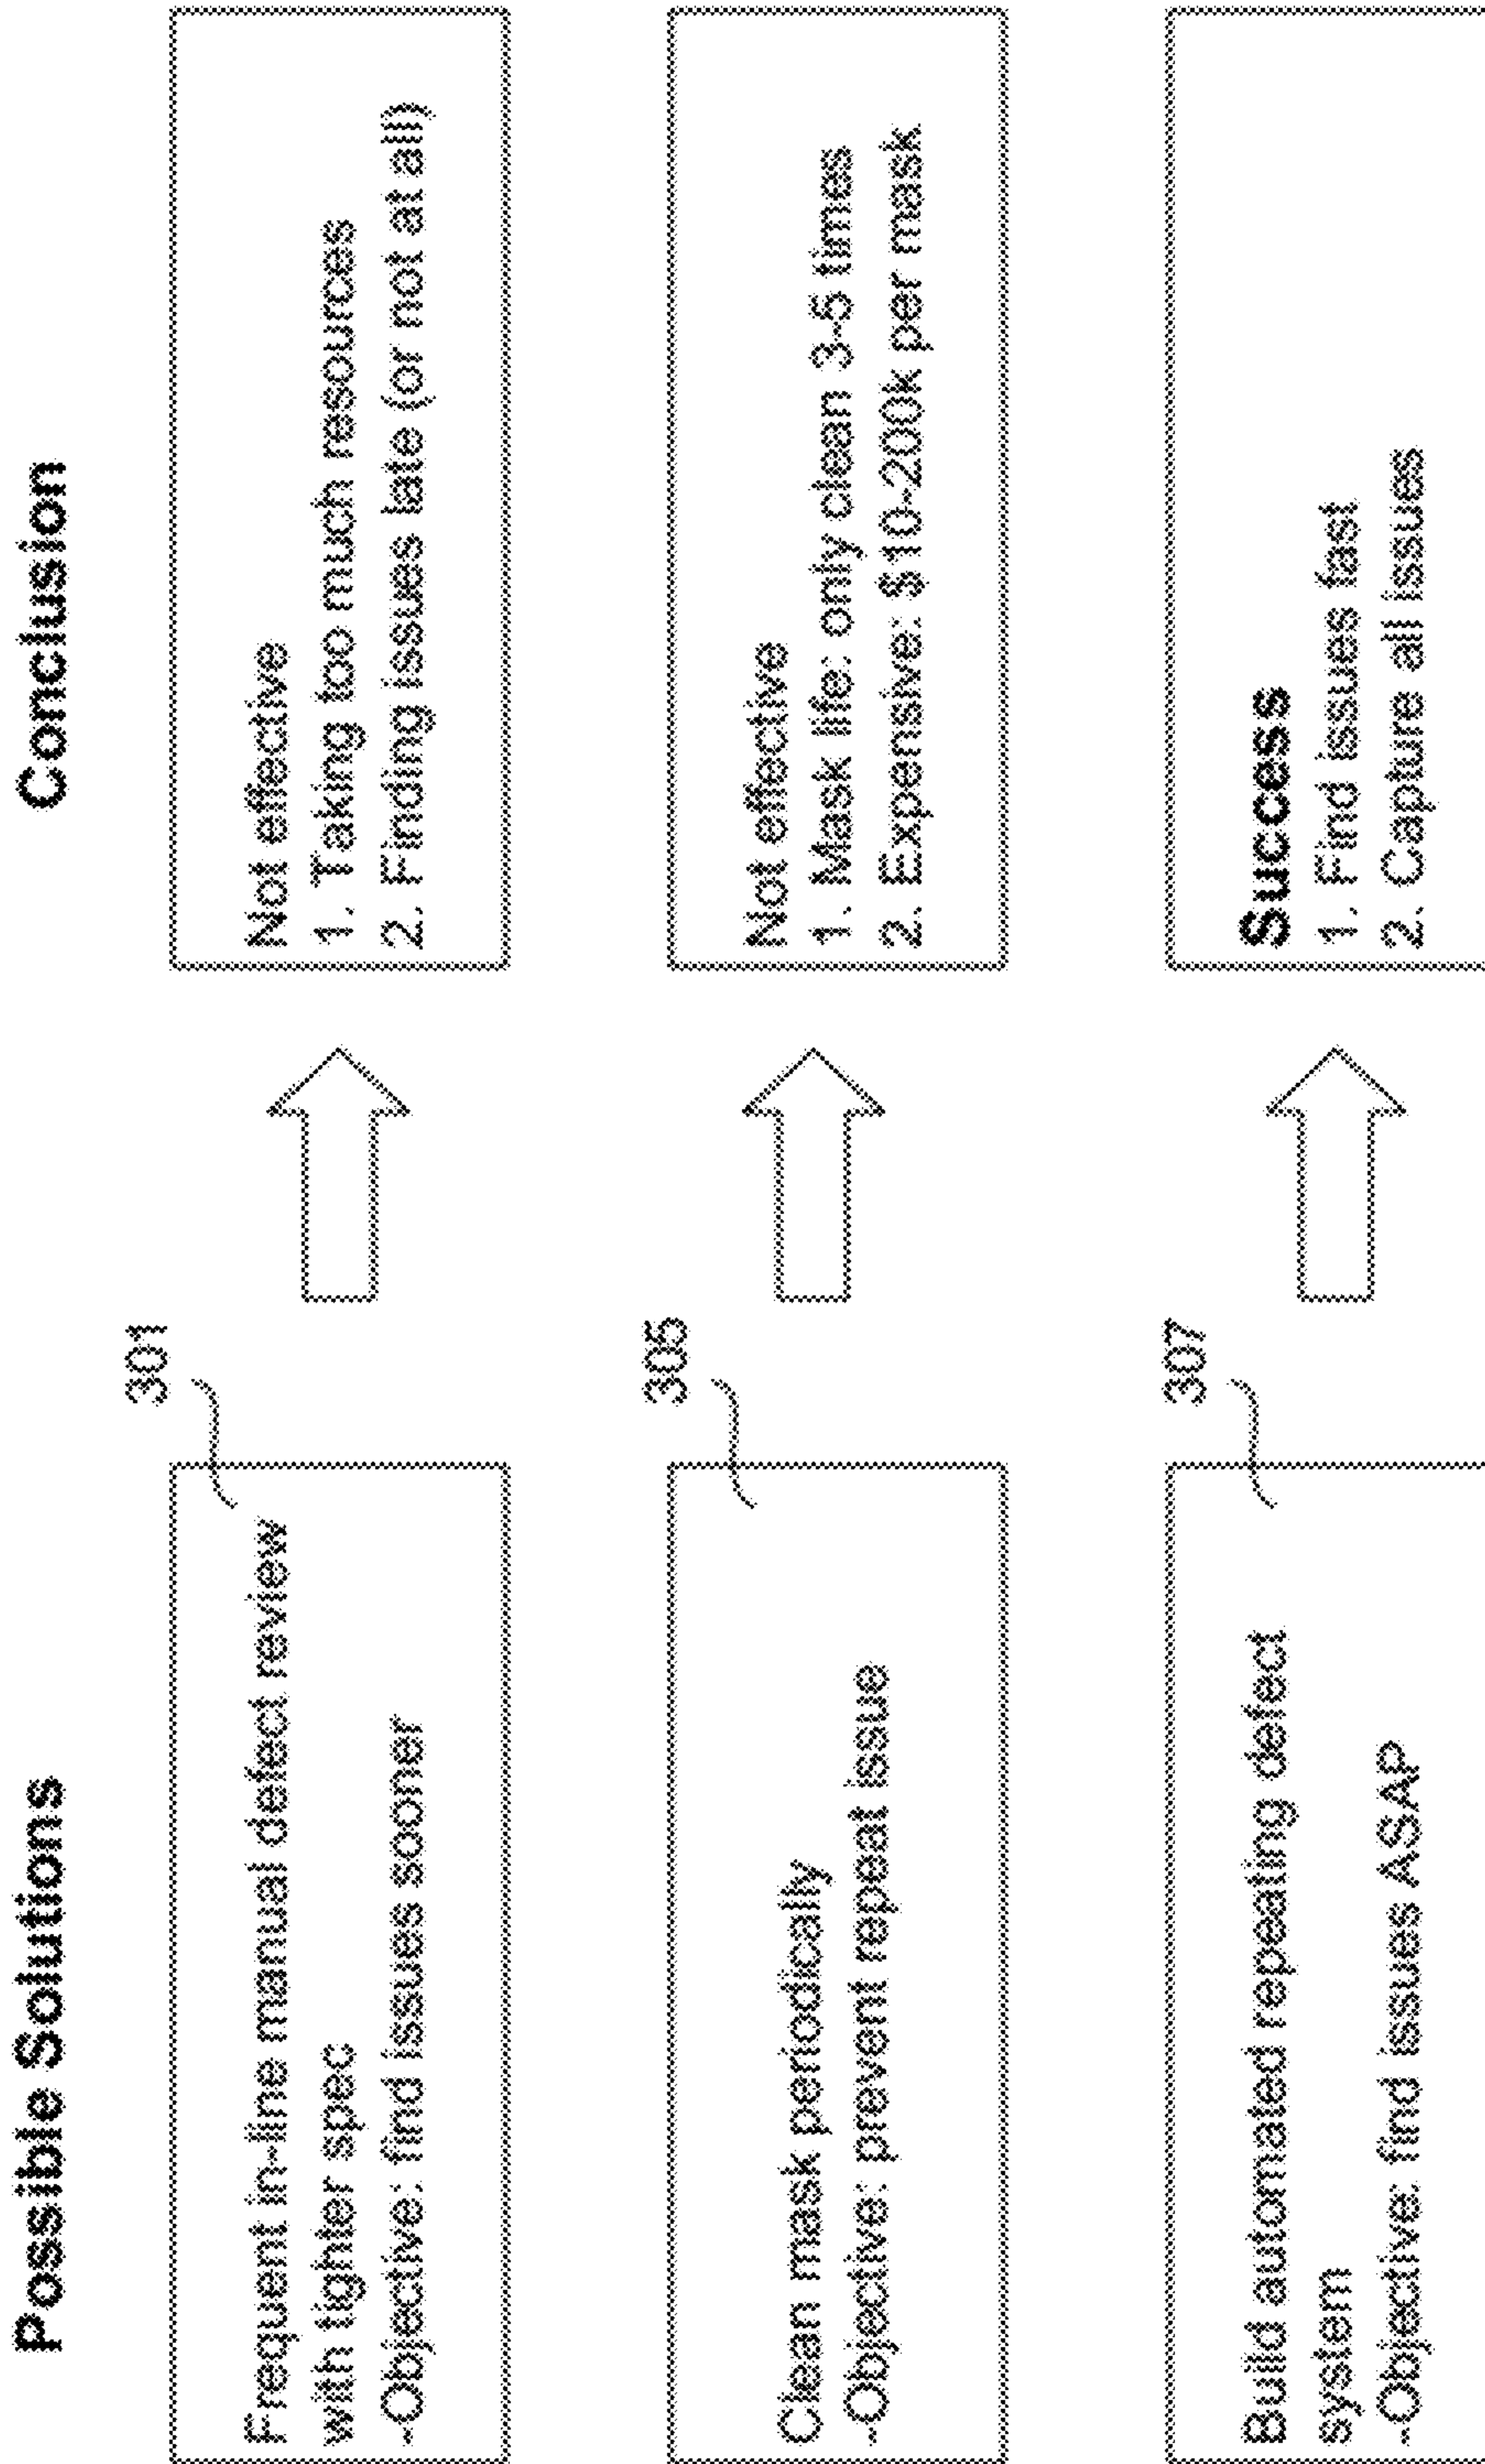 Possible Solutions
Conclusion
301
Frequent in-line manual defect review
with tighter spec
-Objective: find issues sooner
Not effective
1. Taking too much resources
2. Finding issues late (or not at all)
305
Clean mask periodically
-Objective: prevent repeat issue
Not effective
1. Mask life: only clean 3-5 times
2. Expensive: $10-200k per mask
307
Build automated repeating defect
system
-Objective: find issues ASAP
Success
1. Find issues fast
2. Capture all issues